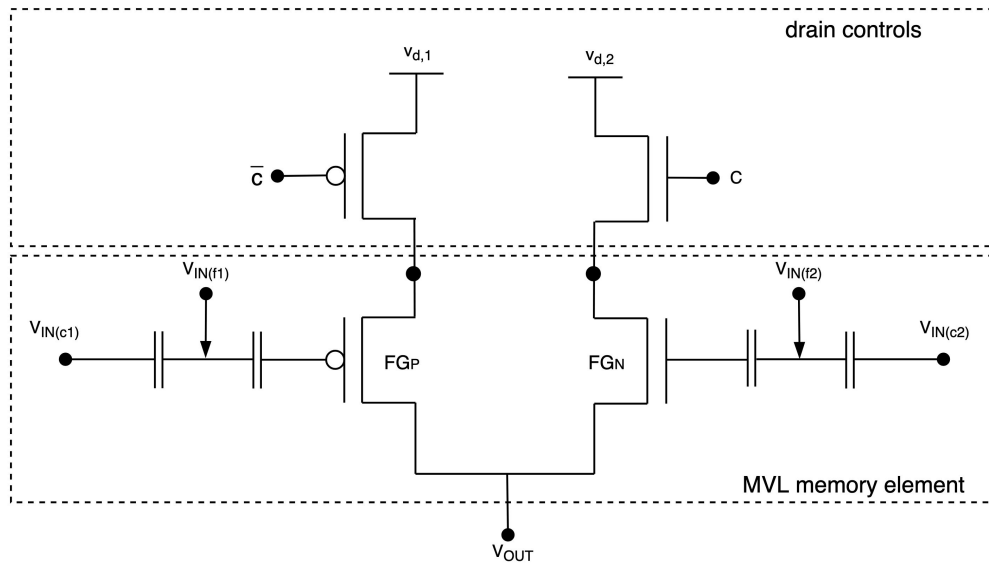 drain controls
vd,1
vd,2
c̅
C
VIN(f1)
VIN(f2)
VIN(c1)
VIN(c2)
FGP
FGN
MVL memory element
VOUT